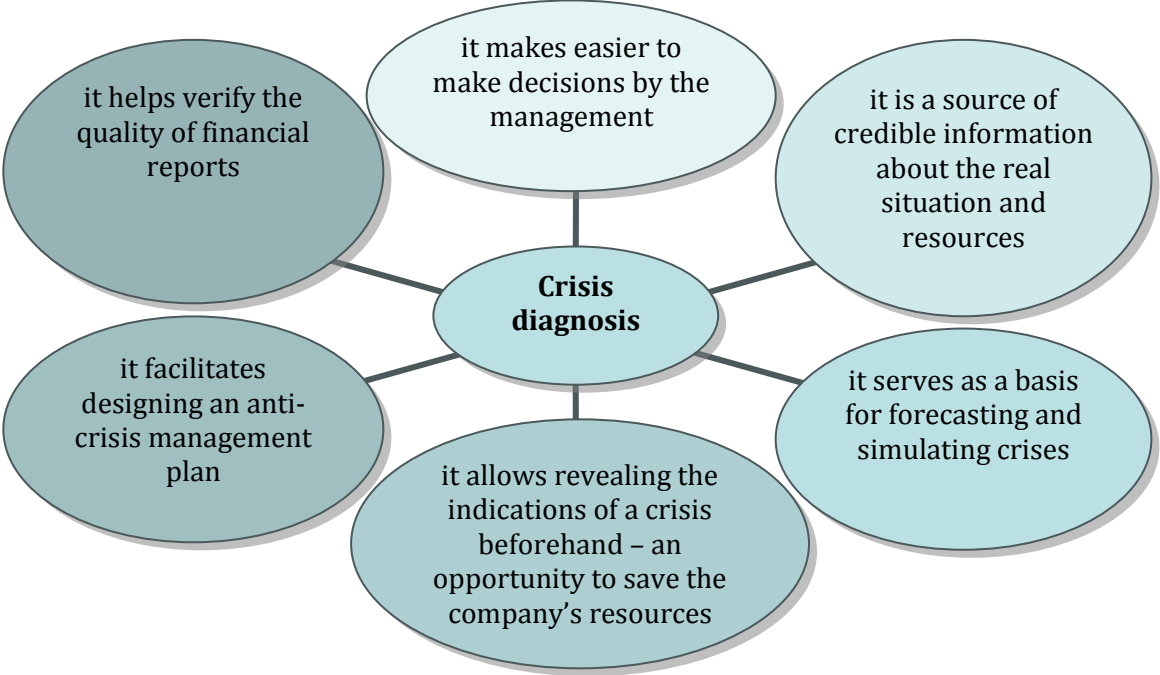 it makes easier to
make decisions by the
management
it helps verify the
quality of financial
reports
it is a source of
credible information
about the real
situation and
resources
Crisis
diagnosis
it facilitates
designing an anti-
crisis management
plan
it serves as a basis
for forecasting and
simulating crises
it allows revealing the
indications of a crisis
beforehand – an
opportunity to save the
company’s resources